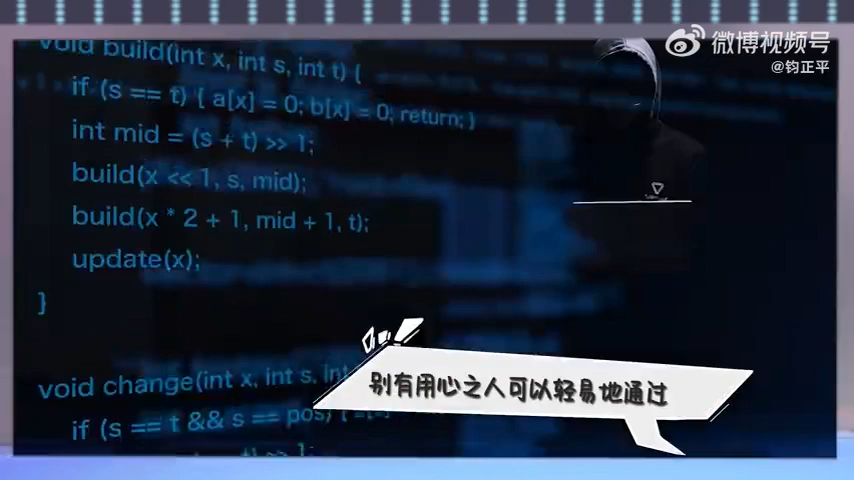 微博视频号
@钧正平
void build(int x, int s, int t) {
if (s == t) { a[x] = 0; b[x] = 0; return; }
int mid = (s + t) >> 1;
build(x << 1, s, mid);
build(x * 2 + 1, mid + 1, t);
update(x);
}
void change(int x, int s, int
if (s == t && s == pos) {
>> 1;
别有用心之人可以轻易地通过